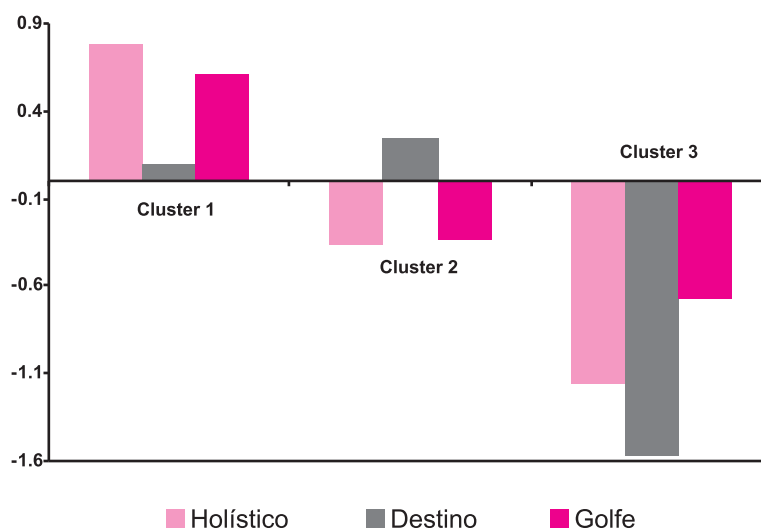 0.9
0.4
Cluster 3
-0.1
Cluster 1
Cluster 2
-0.6
-1.1
-1.6
Holístico Destino Golfe